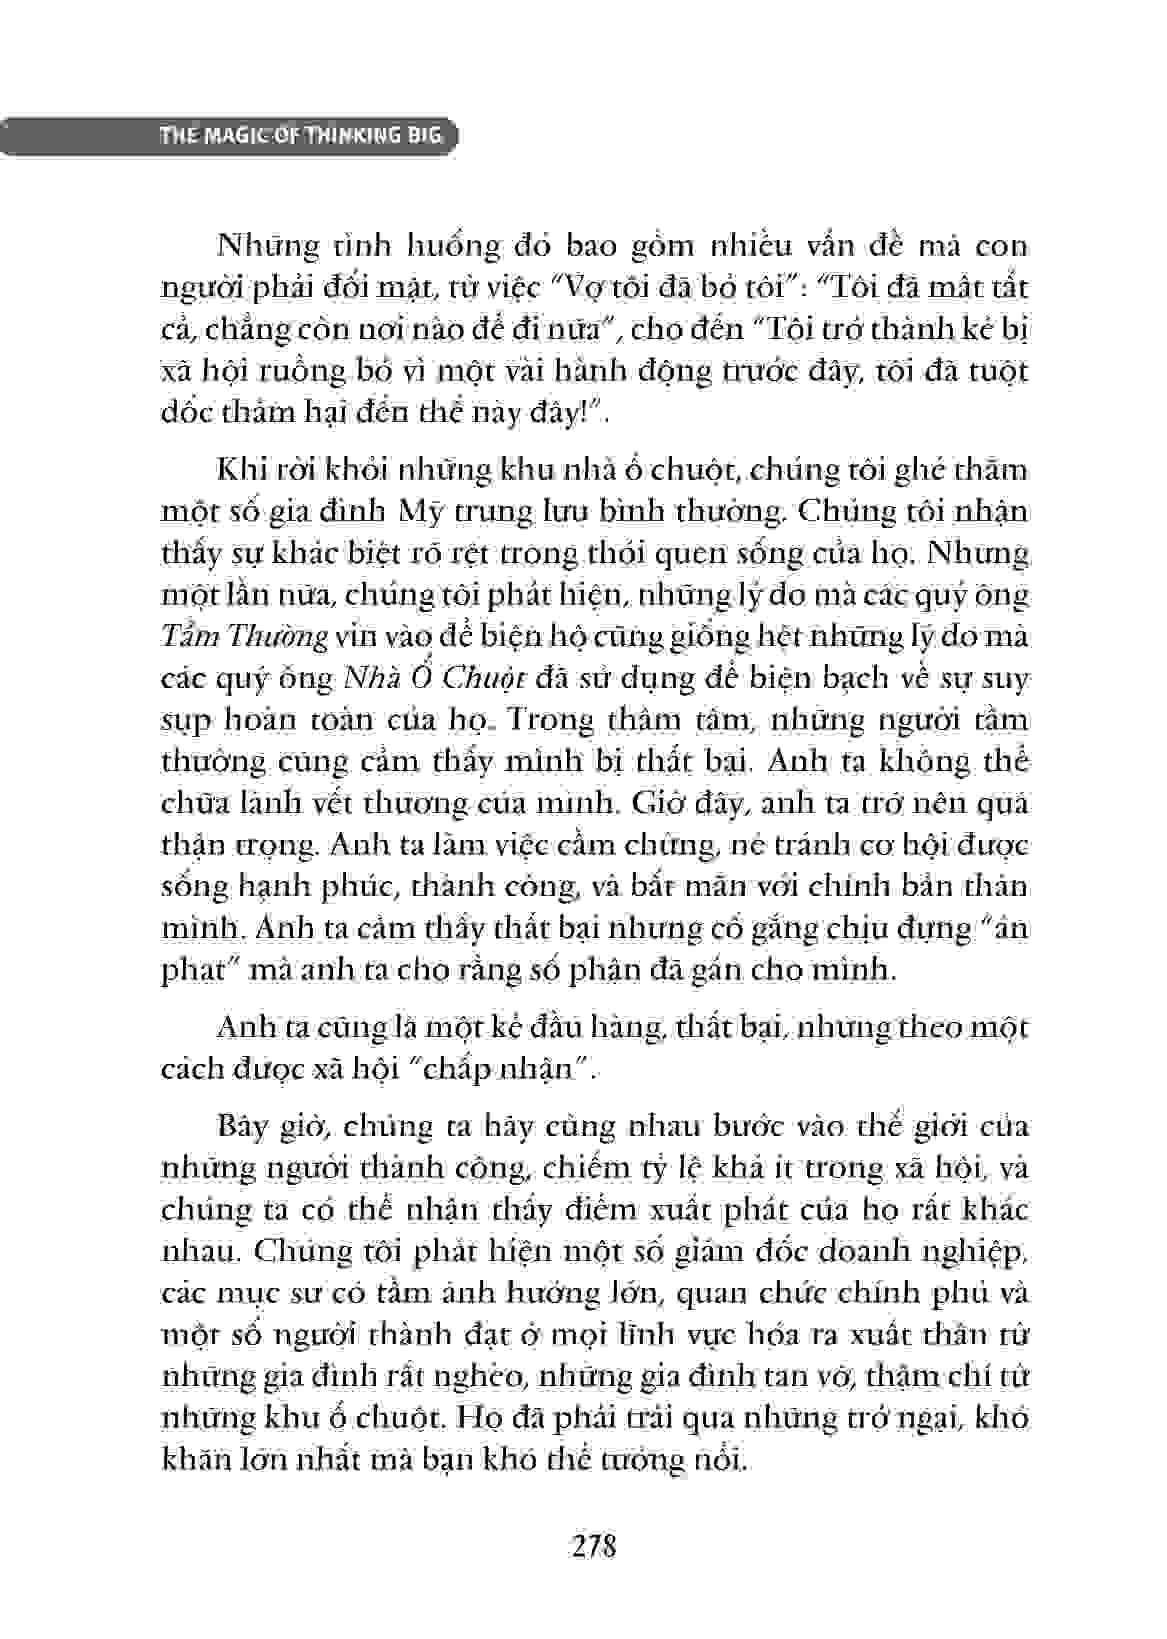 THE MAGIC OF THINKING BIG
Những tình huống đó bao gồm nhiều vấn đề mà con
người phải đối mặt, từ việc “Vợ tôi đã bỏ tôi”: “Tôi đã mất tất
cả, chẳng còn nơi nào để đi nữa”, cho đến “Tôi trở thành kẻ bị
xã hội ruồng bỏ vì một vài hành động trước đây, tôi đã tuột
dốc thảm hại đến thế này đây!”.
Khi rời khỏi những khu nhà ổ chuột, chúng tôi ghé thăm
một số gia đình Mỹ trung lưu bình thường. Chúng tôi nhận
thấy sự khác biệt rõ rệt trong thói quen sống của họ. Nhưng
một lần nữa, chúng tôi phát hiện, những lý do mà các quý ông
Tầm Thường vin vào để biện hộ cũng giống hệt những lý do mà
các quý ông Nhà Ổ Chuột đã sử dụng để biện bạch về sự suy
sụp hoàn toàn của họ. Trong thâm tâm, những người tầm
thường cũng cảm thấy mình bị thất bại. Anh ta không thể
chữa lành vết thương của mình. Giờ đây, anh ta trở nên quá
thận trọng. Anh ta làm việc cầm chừng, né tránh cơ hội được
sống hạnh phúc, thành công, và bất mãn với chính bản thân
mình. Anh ta cảm thấy thất bại nhưng cố gắng chịu đựng “án
phạt” mà anh ta cho rằng số phận đã gán cho mình.
Anh ta cũng là một kẻ đầu hàng, thất bại, nhưng theo một
cách được xã hội “chấp nhận”.
Bây giờ, chúng ta hãy cùng nhau bước vào thế giới của
những người thành công, chiếm tỷ lệ khá ít trong xã hội, và
chúng ta có thể nhận thấy điểm xuất phát của họ rất khác
nhau. Chúng tôi phát hiện một số giám đốc doanh nghiệp,
các mục sư có tầm ảnh hưởng lớn, quan chức chính phủ và
một số người thành đạt ở mọi lĩnh vực hóa ra xuất thân từ
những gia đình rất nghèo, những gia đình tan vỡ, thậm chí từ
những khu ổ chuột. Họ đã phải trải qua những trở ngại, khó
khăn lớn nhất mà bạn khó thể tưởng nổi.
278